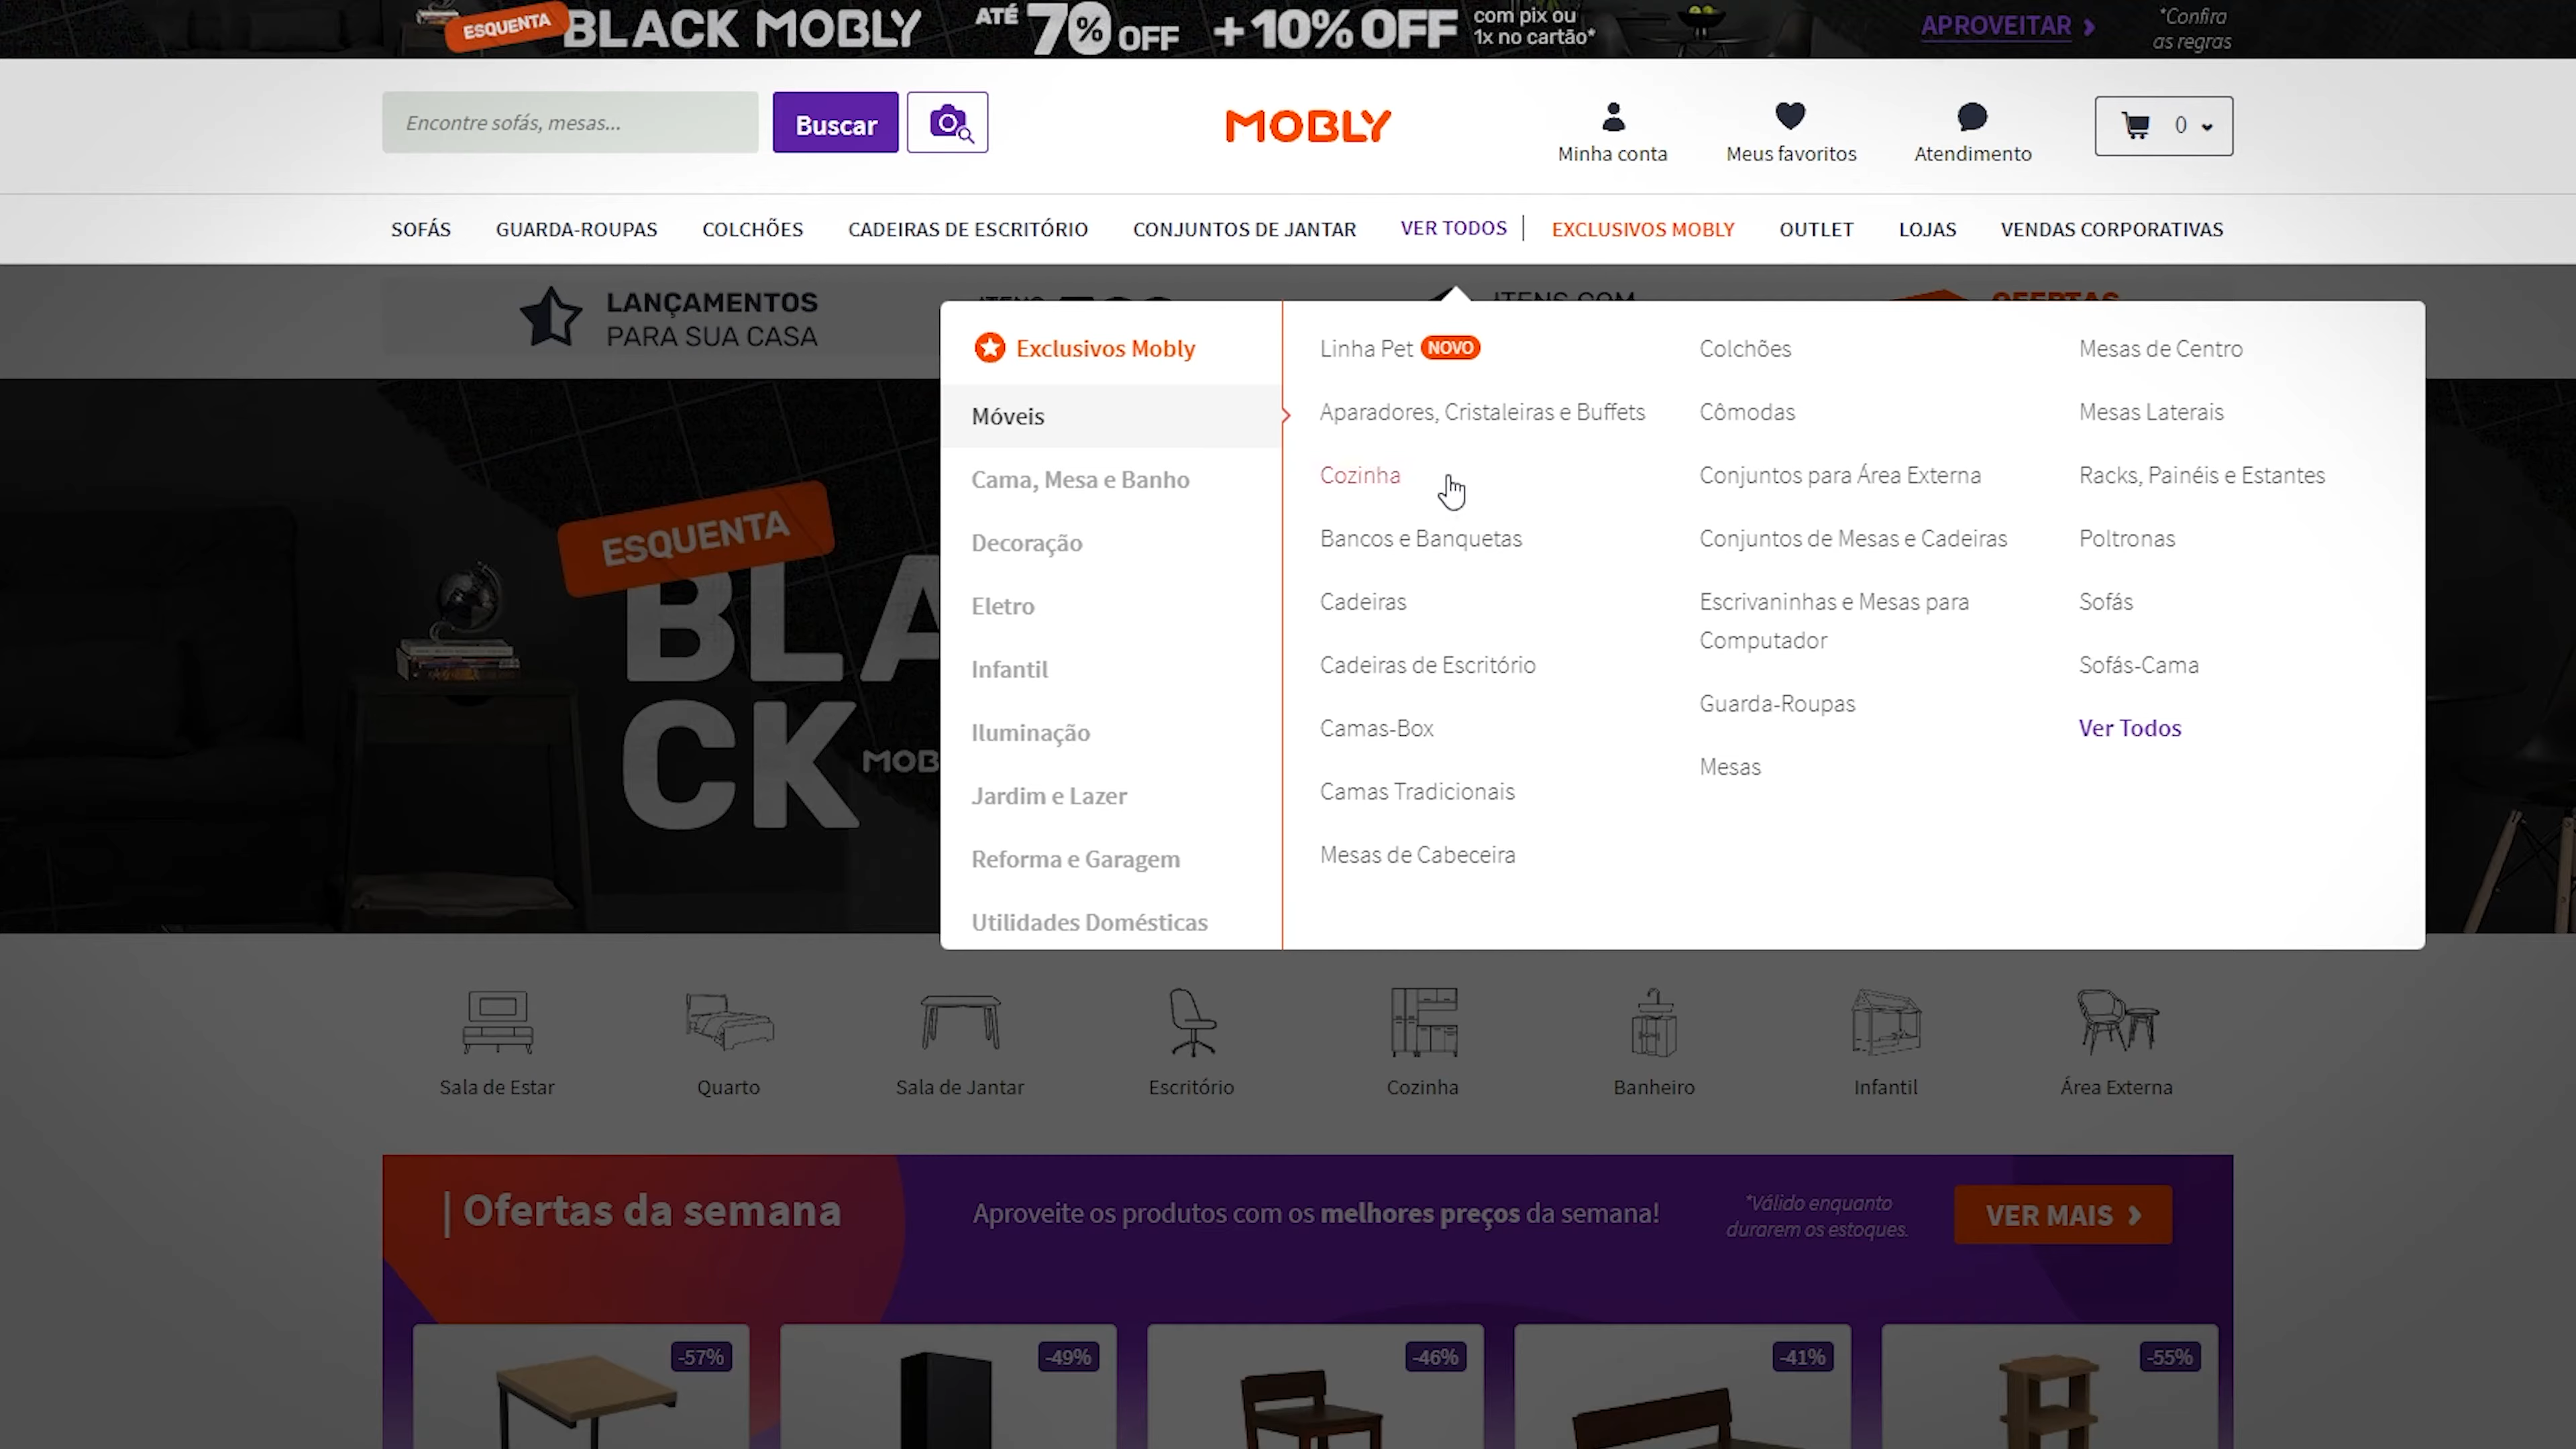 ESQUENTA
BLACK MOBLY
ATÉ 70% OFF
+10% OFF
com pix ou
1x no cartão*
APROVEITAR
*Confira
as regras
Encontre sofás, mesas...
Buscar
MOBLY
Minha conta
Meus favoritos
Atendimento
0
SOFÁS
GUARDA-ROUPAS
COLCHÕES
CADEIRAS DE ESCRITÓRIO
CONJUNTOS DE JANTAR
VER TODOS
EXCLUSIVOS MOBLY
OUTLET
LOJAS
VENDAS CORPORATIVAS
LANÇAMENTOS
PARA SUA CASA
ITENS COM
OFERTAS
Exclusivos Mobly
Móveis
Cama, Mesa e Banho
Decoração
Eletro
Infantil
Iluminação
Jardim e Lazer
Reforma e Garagem
Utilidades Domésticas
Linha Pet NOVO
Aparadores, Cristaleiras e Buffets
Cozinha
Bancos e Banquetas
Cadeiras
Cadeiras de Escritório
Camas-Box
Camas Tradicionais
Mesas de Cabeceira
Colchões
Cômodas
Conjuntos para Área Externa
Conjuntos de Mesas e Cadeiras
Escrivaninhas e Mesas para
Computador
Guarda-Roupas
Mesas
Mesas de Centro
Mesas Laterais
Racks, Painéis e Estantes
Poltronas
Sofás
Sofás-Cama
Ver Todos
ESQUENTA
BLA
CK
MOB
Sala de Estar
Quarto
Sala de Jantar
Escritório
Cozinha
Banheiro
Infantil
Área Externa
| Ofertas da semana
Aproveite os produtos com os melhores preços da semana!
*Válido enquanto
durarem os estoques.
VER MAIS
-57%
-49%
-46%
-41%
-55%